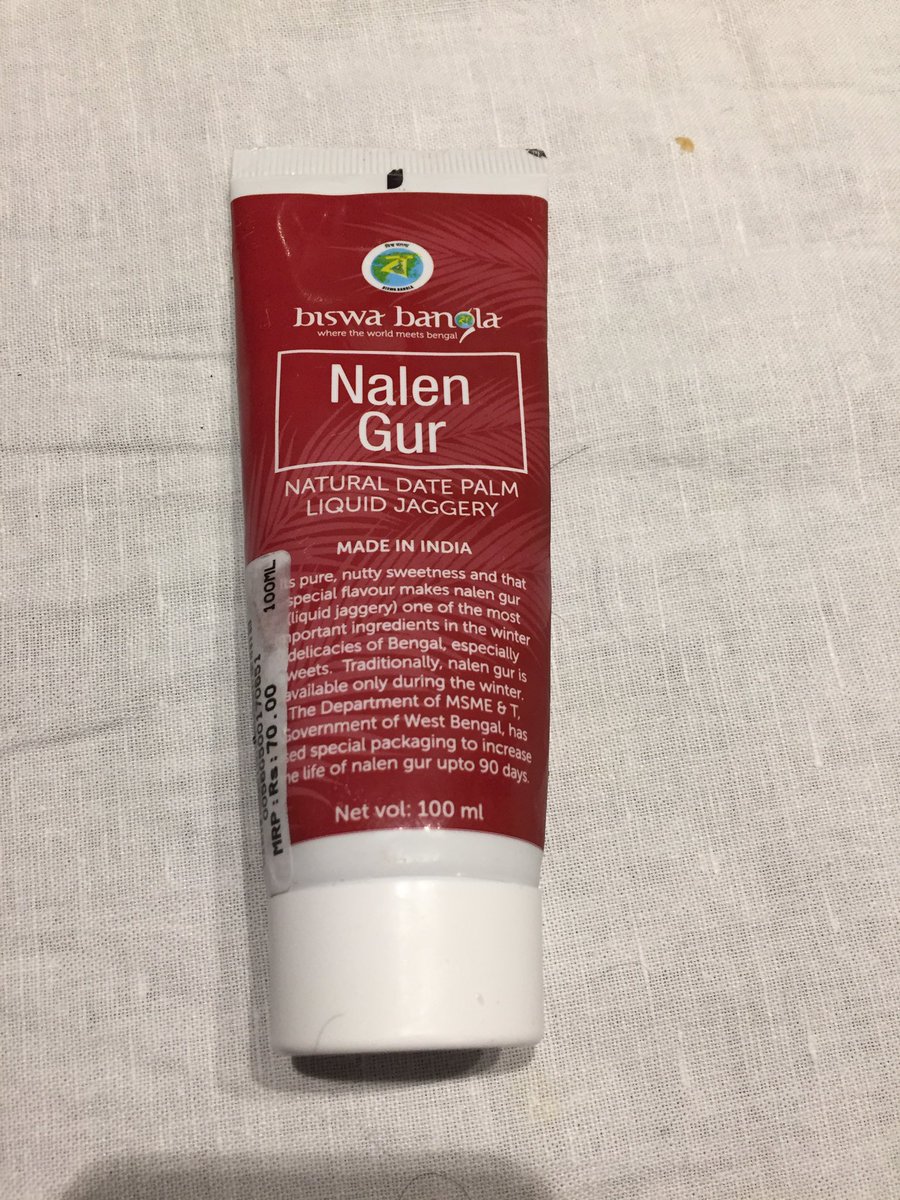 বিশ্ব বাংলা
BISWA BANGLA
biswa bangla
where the world meets bengal
Nalen
Gur
NATURAL DATE PALM
LIQUID JAGGERY
MADE IN INDIA
pure, nutty sweetness and that
special flavour makes nalen gur
(liquid jaggery) one of the most
important ingredients in the winter
delicacies of Bengal, especially
sweets. Traditionally, nalen gur is
available only during the winter.
The Department of MSME & T,
Government of West Bengal, has
special packaging to increase
life of nalen gur upto 90 days.
Net vol: 100 ml
100ML
MRP:Rs:70.00